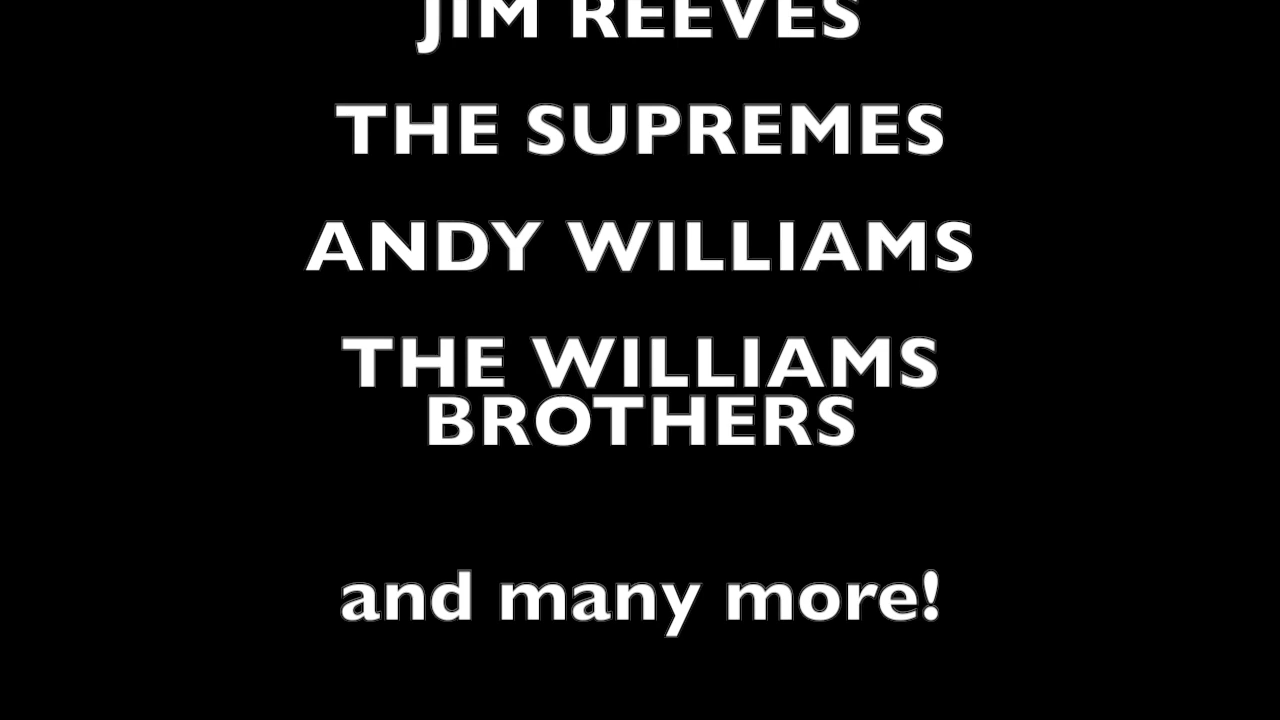 JIM REEVES
THE SUPREMES
ANDY WILLIAMS
THE WILLIAMS
BROTHERS
and many more!